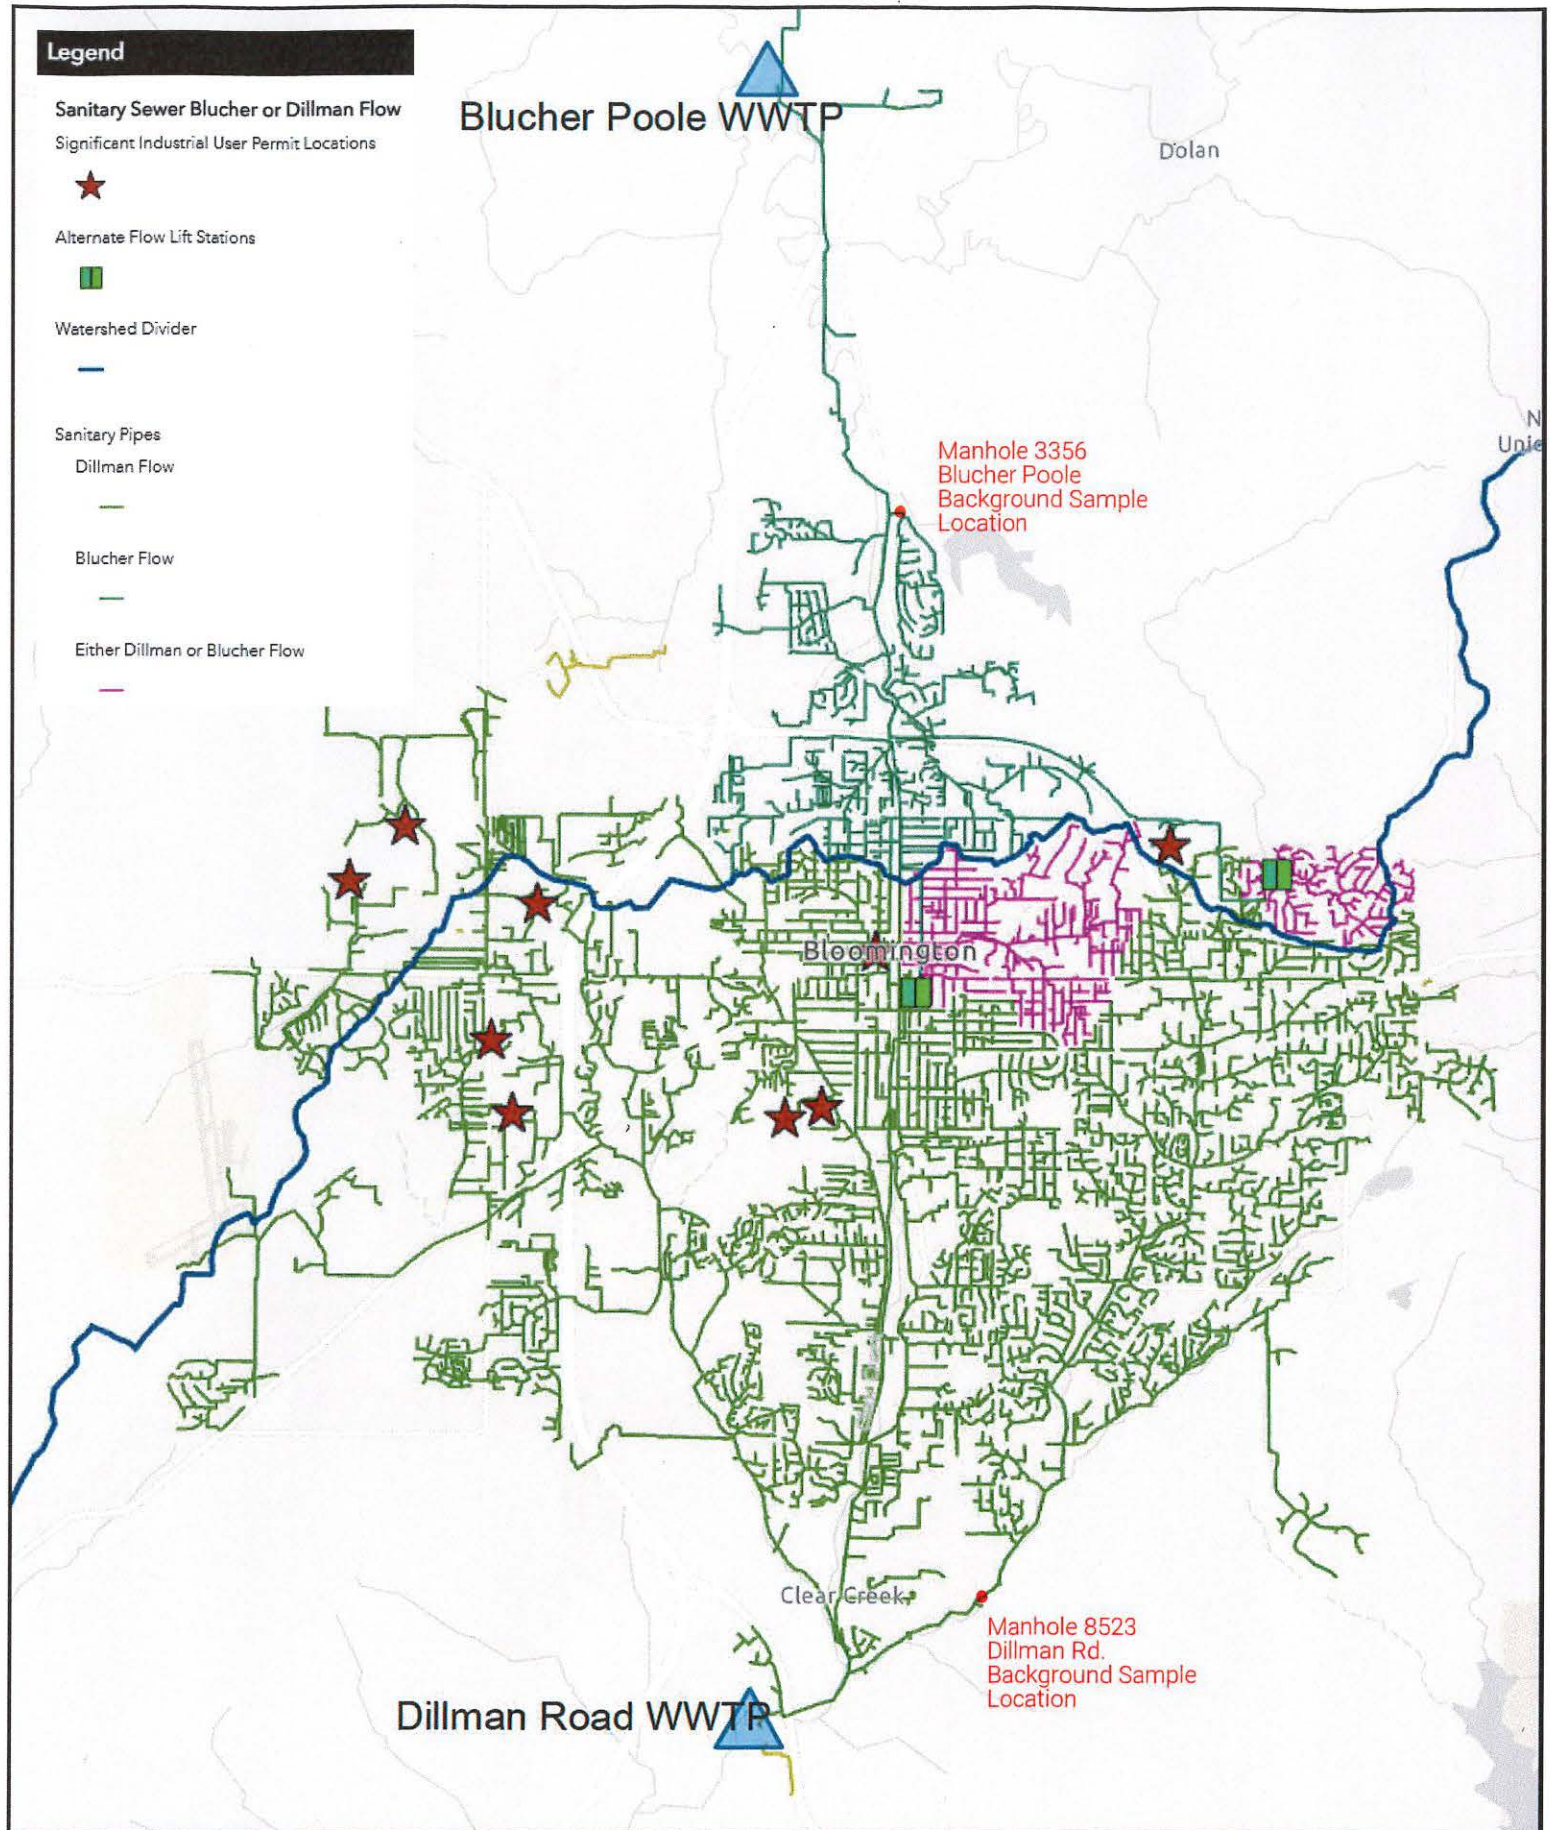 Legend
Sanitary Sewer Blucher or Dillman Flow
Significant Industrial User Permit Locations
Alternate Flow Lift Stations
Watershed Divider
Sanitary Pipes
Dillman Flow
Blucher Flow
Either Dillman or Blucher Flow
Blucher Poole WWTP
Dolan
N
Unio
Manhole 3356
Blucher Poole
Background Sample
Location
Bloomington
Clear Creek
Manhole 8523
Dillman Rd.
Background Sample
Location
Dillman Road WWTP